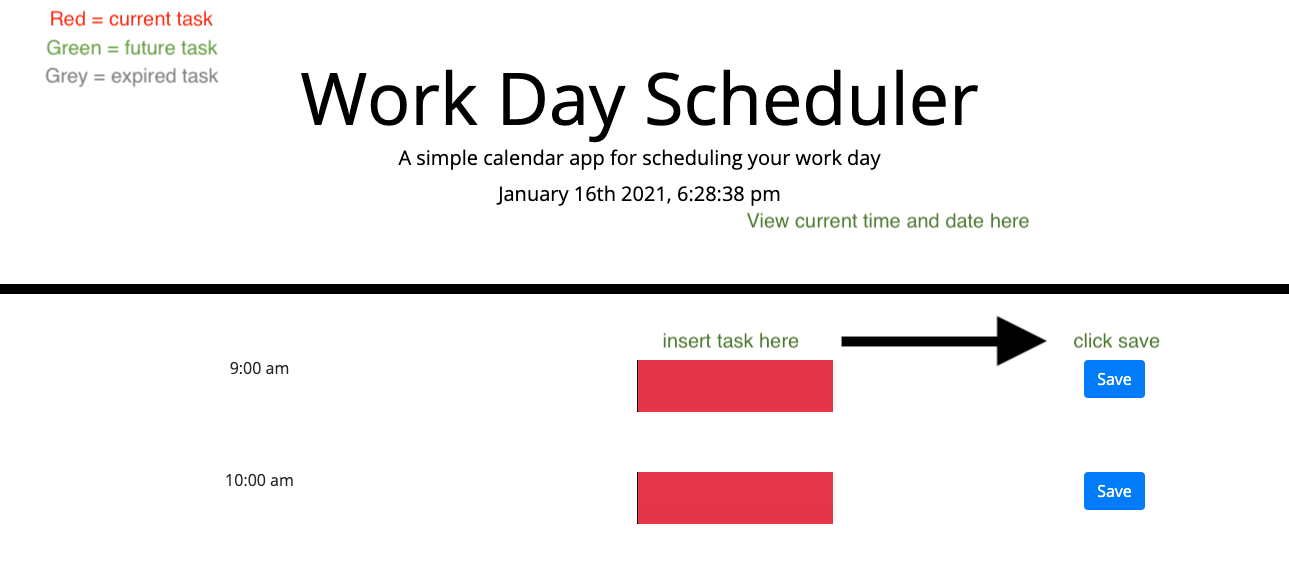 Red = current task
Green = future task
Grey = expired task
Work Day Scheduler
A simple calendar app for scheduling your work day
January 16th 2021, 6:28:38 pm
View current time and date here
insert task here
click save
9:00 am
Save
10:00 am
Save